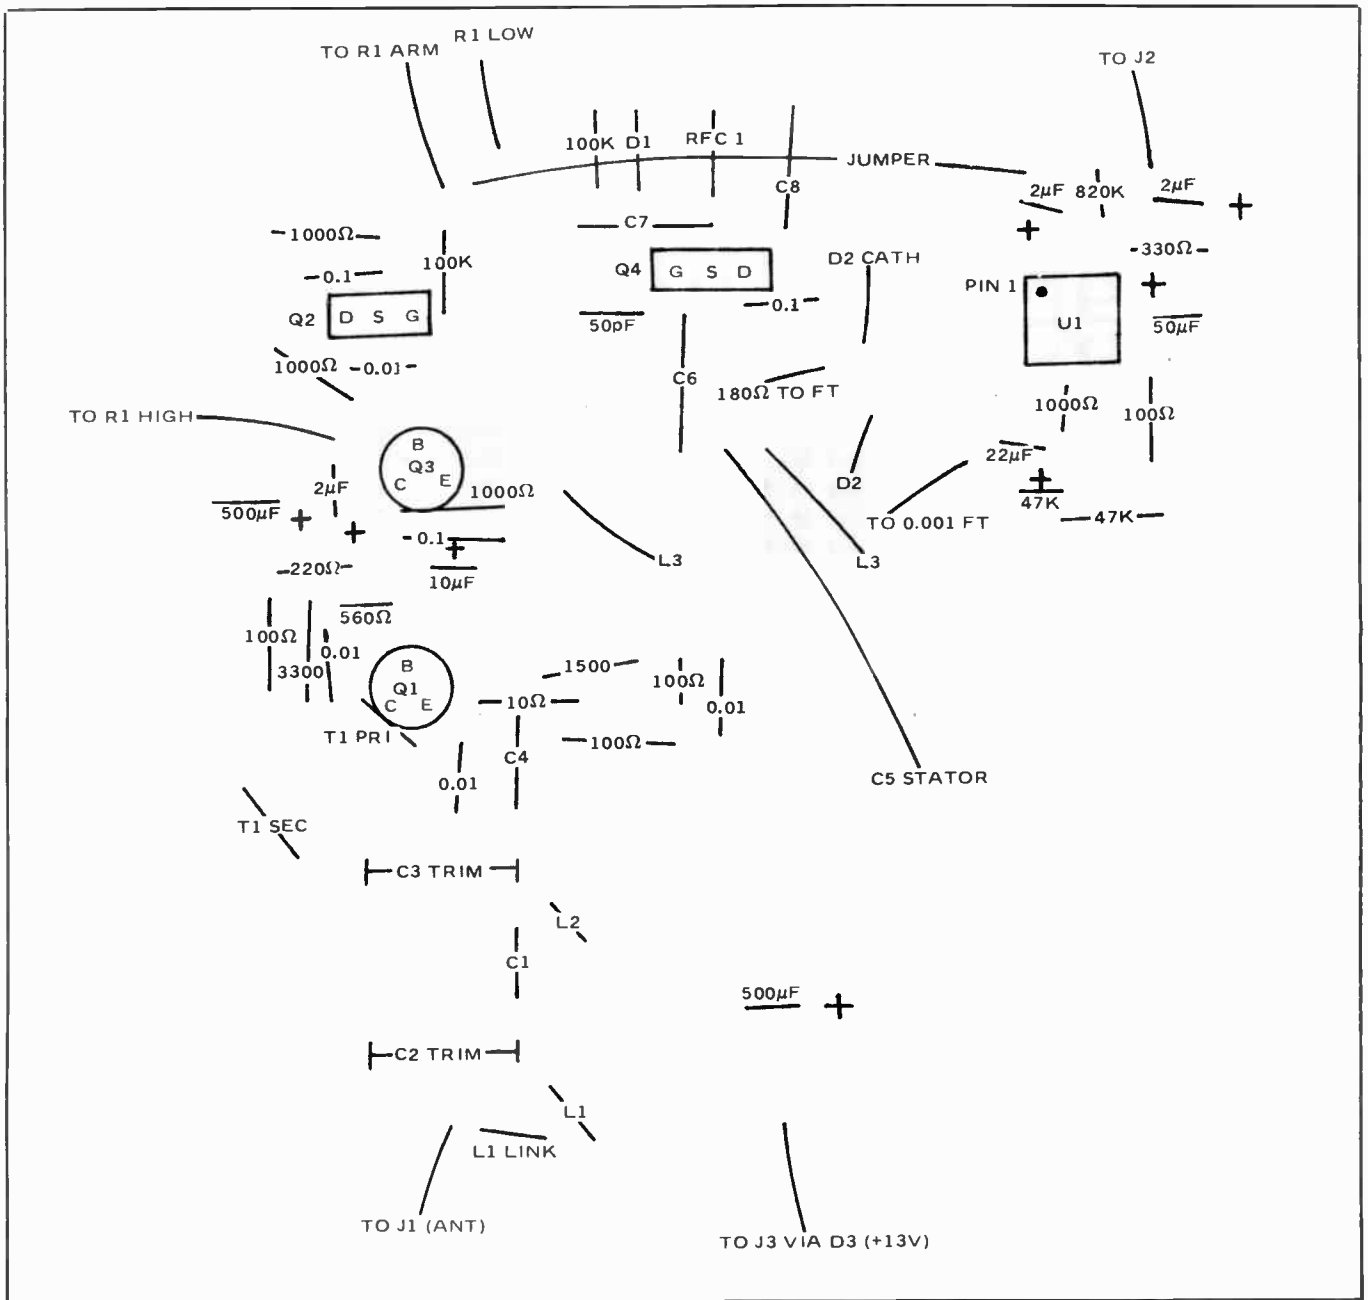 TO R1 ARM
R1 LOW
TO J2
100K
D1
RFC 1
JUMPER
C8
2µF
820K
2µF
+
C7
+
1000Ω
100K
0.1
Q4
G S D
D2 CATH
330Ω
PIN 1
+
Q2
D S G
0.1
50pF
U1
50µF
1000Ω
0.01
C6
180Ω TO FT
1000Ω
100Ω
TO R1 HIGH
B
Q3
C E
22µF
2µF
1000Ω
D2
+
47K
500µF
+
+
0.1
+
TO 0.001 FT
47K
220Ω
10µF
L3
L3
560Ω
100Ω
0.01
3300
B
Q1
C E
1500
100Ω
10Ω
0.01
T1 PRI
100Ω
C4
0.01
C5 STATOR
T1 SEC
C3 TRIM
L2
C1
500µF
+
C2 TRIM
L1
L1 LINK
TO J1 (ANT)
TO J3 VIA D3 (+13V)